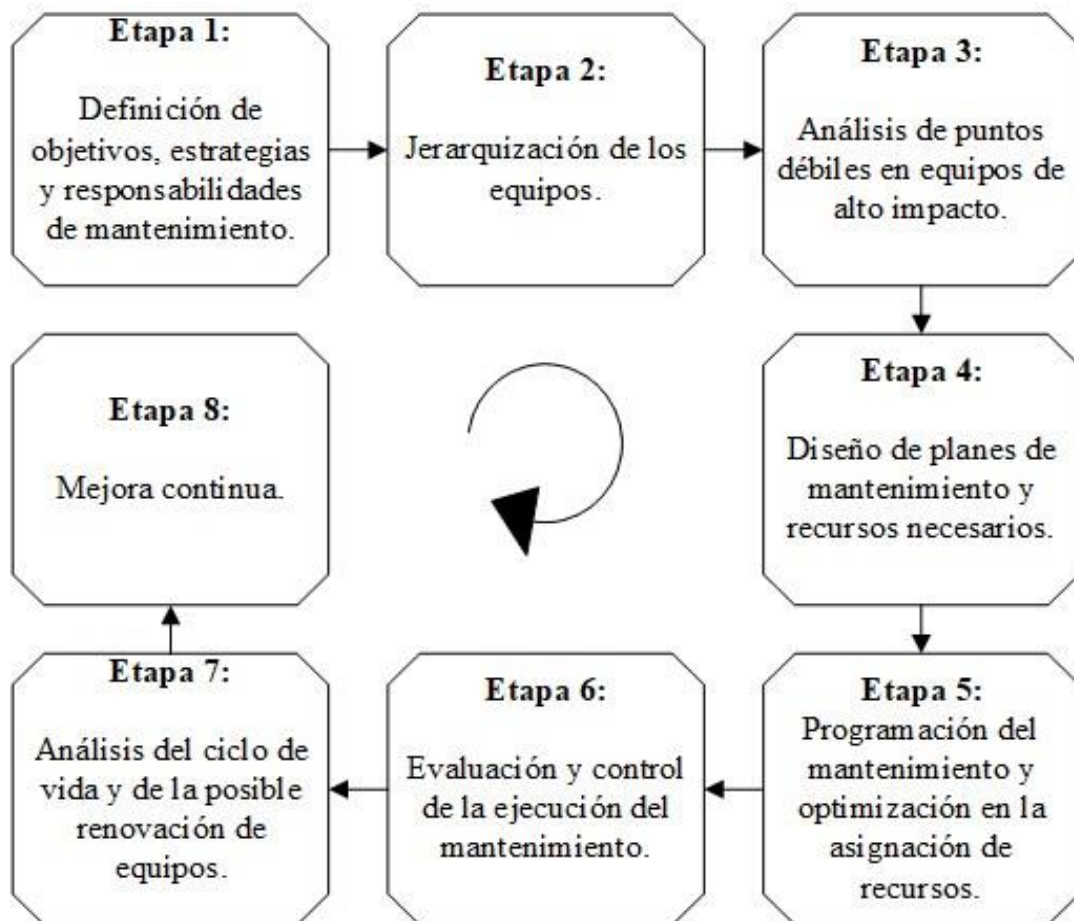 Etapa 1:
Definición de
objetivos, estrategias
y responsabilidades
de mantenimiento.
Etapa 2:
Jerarquización de los
equipos.
Etapa 3:
Análisis de puntos
débiles en equipos de
alto impacto.
Etapa 4:
Diseño de planes de
mantenimiento y
recursos necesarios.
Etapa 5:
Programación del
mantenimiento y
optimización en la
asignación de
recursos.
Etapa 6:
Evaluación y control
de la ejecución del
mantenimiento.
Etapa 7:
Análisis del ciclo de
vida y de la posible
renovación de
equipos.
Etapa 8:
Mejora continua.